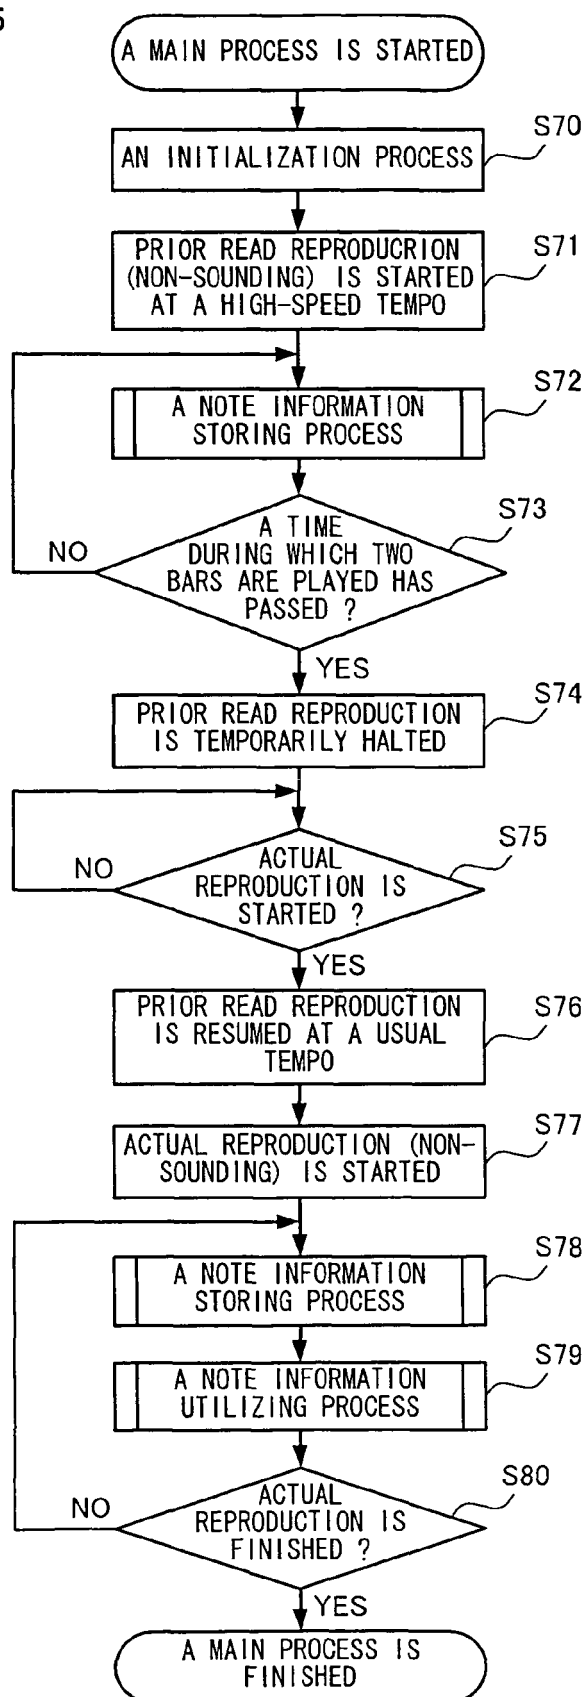 5
A MAIN PROCESS IS STARTED
S70
AN INITIALIZATION PROCESS
S71
PRIOR READ REPRODUCRION
(NON-SOUNDING) IS STARTED
AT A HIGH-SPEED TEMPO
S72
A NOTE INFORMATION
STORING PROCESS
S73
A TIME
DURING WHICH TWO
BARS ARE PLAYED HAS
PASSED ?
NO
YES
S74
PRIOR READ REPRODUCTION
IS TEMPORARILY HALTED
S75
ACTUAL
REPRODUCTION IS
STARTED ?
NO
YES
S76
PRIOR READ REPRODUCTION
IS RESUMED AT A USUAL
TEMPO
S77
ACTUAL REPRODUCTION (NON-
SOUNDING) IS STARTED
S78
A NOTE INFORMATION
STORING PROCESS
S79
A NOTE INFORMATION
UTILIZING PROCESS
S80
ACTUAL
REPRODUCTION IS
FINISHED ?
NO
YES
A MAIN PROCESS IS
FINISHED